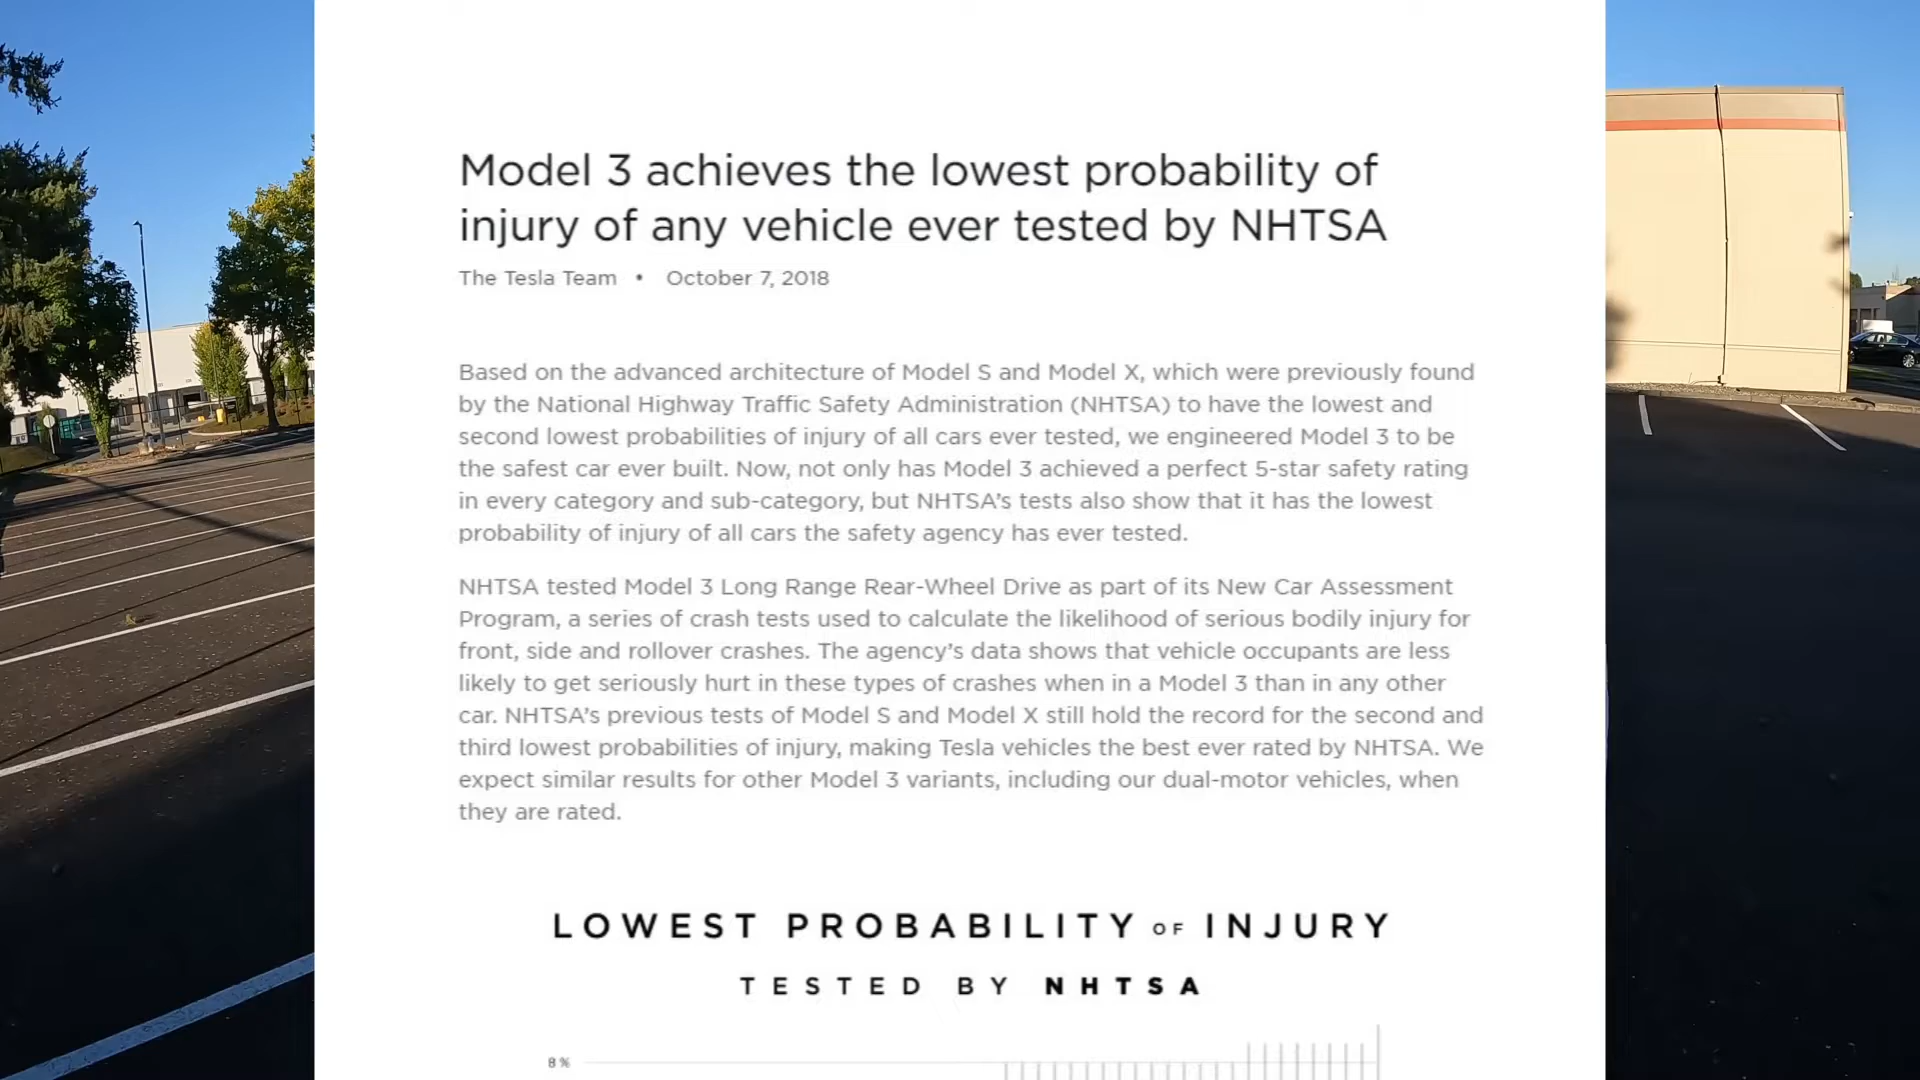 Model 3 achieves the lowest probability of
injury of any vehicle ever tested by NHTSA
The Tesla Team • October 7, 2018
Based on the advanced architecture of Model S and Model X, which were previously found
by the National Highway Traffic Safety Administration (NHTSA) to have the lowest and
second lowest probabilities of injury of all cars ever tested, we engineered Model 3 to be
the safest car ever built. Now, not only has Model 3 achieved a perfect 5-star safety rating
in every category and sub-category, but NHTSA’s tests also show that it has the lowest
probability of injury of all cars the safety agency has ever tested.
NHTSA tested Model 3 Long Range Rear-Wheel Drive as part of its New Car Assessment
Program, a series of crash tests used to calculate the likelihood of serious bodily injury for
front, side and rollover crashes. The agency’s data shows that vehicle occupants are less
likely to get seriously hurt in these types of crashes when in a Model 3 than in any other
car. NHTSA’s previous tests of Model S and Model X still hold the record for the second and
third lowest probabilities of injury, making Tesla vehicles the best ever rated by NHTSA. We
expect similar results for other Model 3 variants, including our dual-motor vehicles, when
they are rated.
LOWEST PROBABILITY OF INJURY
TESTED BY NHTSA
8%